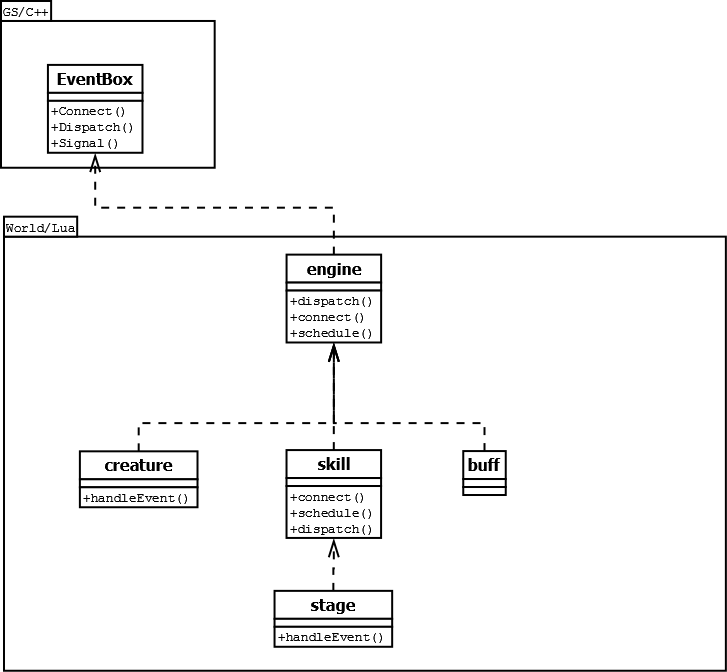 GS/C++
EventBox
+Connect()
+Dispatch()
+Signal()
World/Lua
engine
+dispatch()
+connect()
+schedule()
creature
+handleEvent()
skill
+connect()
+schedule()
+dispatch()
buff
stage
+handleEvent()